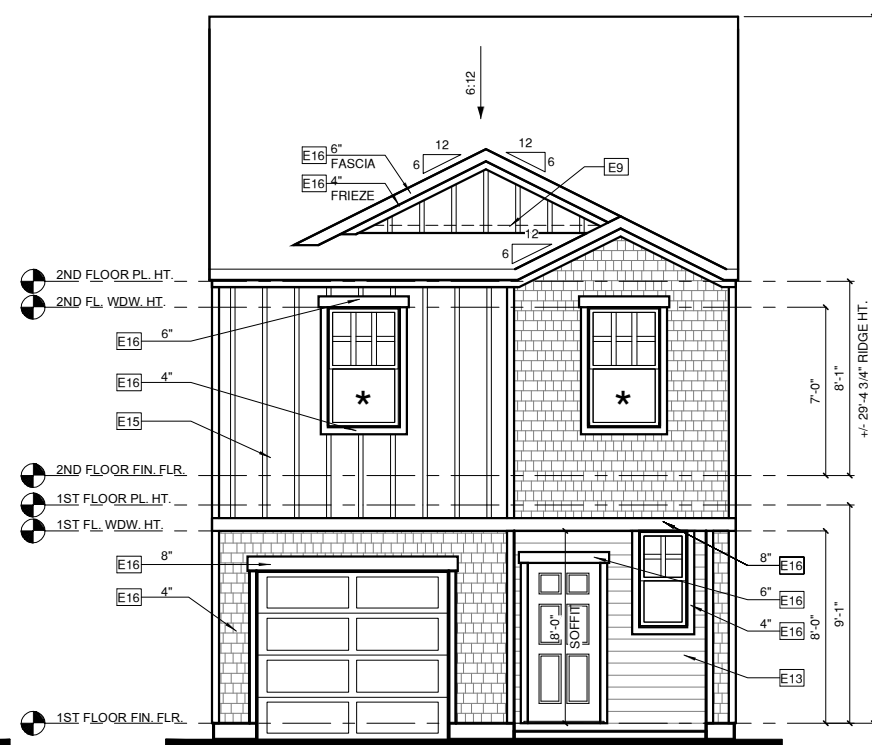 6:12
12
12
6
6
E16 6"
FASCIA
E16 4"
FRIEZE
E9
12
6
2ND FLOOR PL. HT.
2ND FL. WDW. HT.
E16 6"
E16 4"
E15
*
*
7'-0"
8'-1"
+/- 29'-4 3/4" RIDGE HT.
2ND FLOOR FIN. FLR.
1ST FLOOR PL. HT.
1ST FL. WDW. HT.
E16 8"
E16 4"
8" E16
6" E16
4" E16
E13
8'-0"
SOFFIT
8'-0"
9'-1"
1ST FLOOR FIN. FLR.